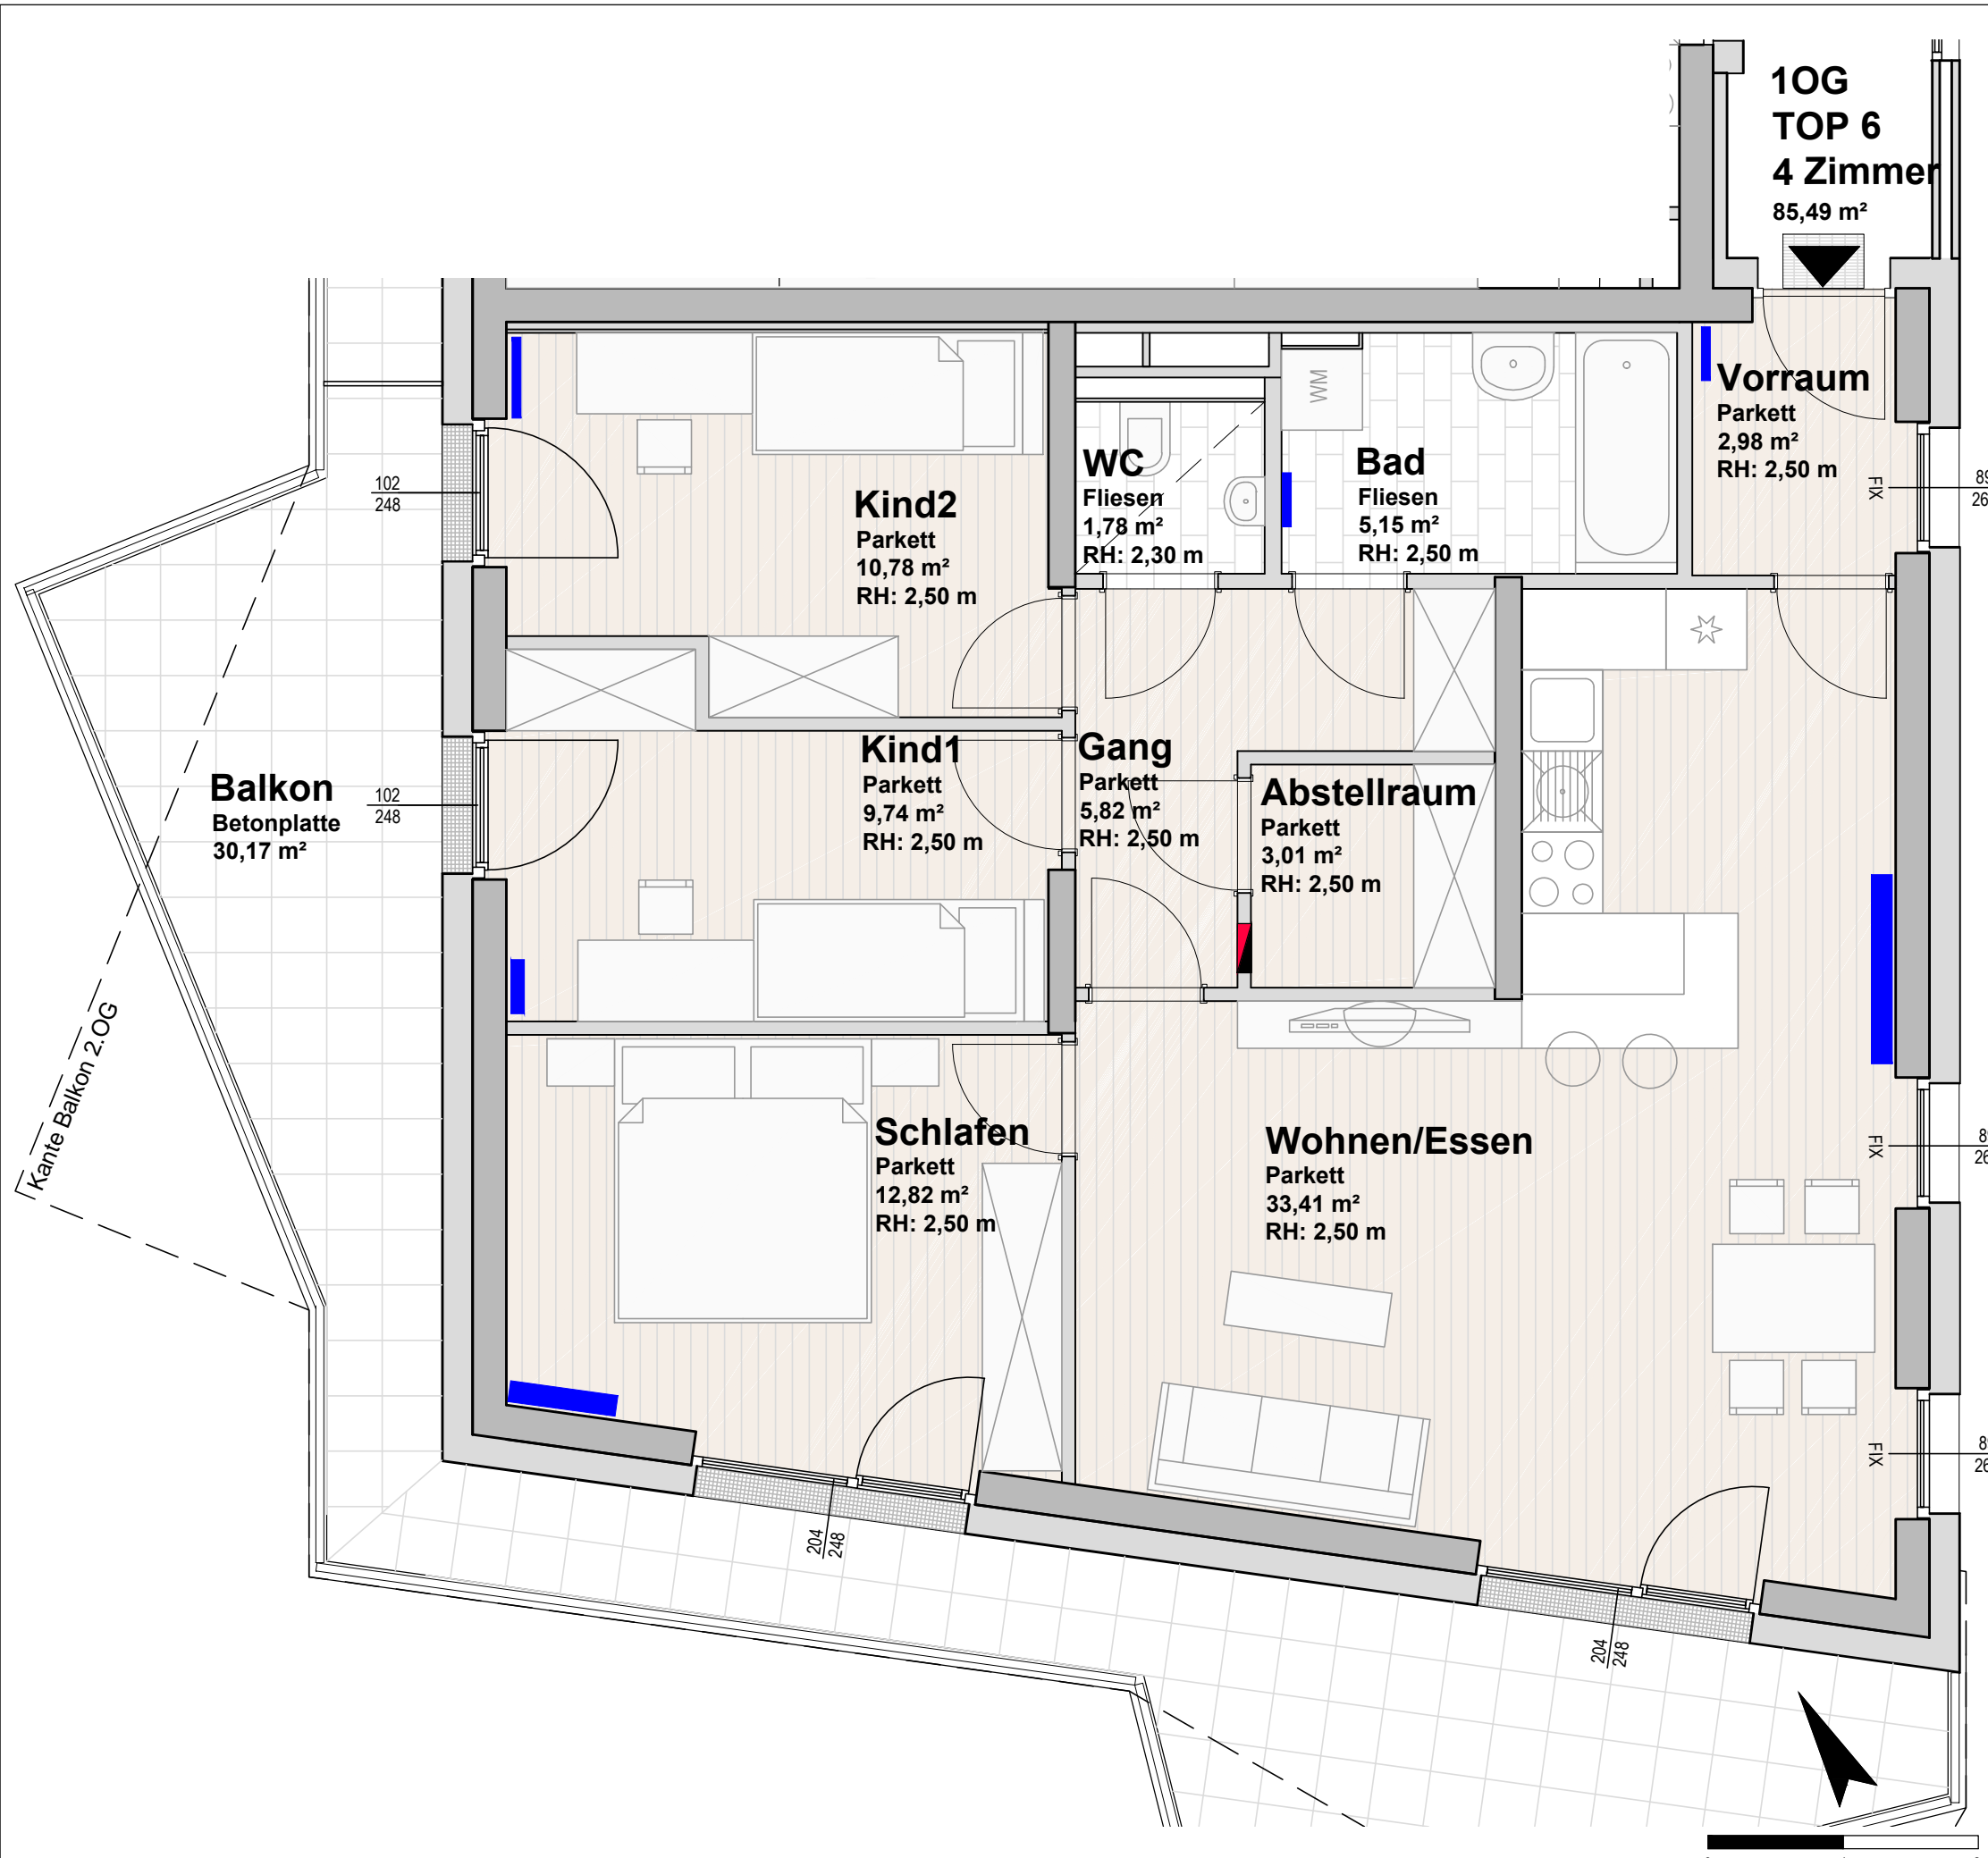 1OG
TOP 6
4 Zimmer
85,49 m²
Vorraum
Parkett
2,98 m²
RH: 2,50 m
WM
WC
Fliesen
1,78 m²
RH: 2,30 m
Bad
Fliesen
5,15 m²
RH: 2,50 m
FIX
102
248
Kind2
Parkett
10,78 m²
RH: 2,50 m
Balkon
Betonplatte
30,17 m²
102
248
Kind1
Parkett
9,74 m²
RH: 2,50 m
Gang
Parkett
5,82 m²
RH: 2,50 m
Abstellraum
Parkett
3,01 m²
RH: 2,50 m
Kante Balkon 2.OG
Schlafen
Parkett
12,82 m²
RH: 2,50 m
Wohnen/Essen
Parkett
33,41 m²
RH: 2,50 m
FIX
FIX
204
248
204
248